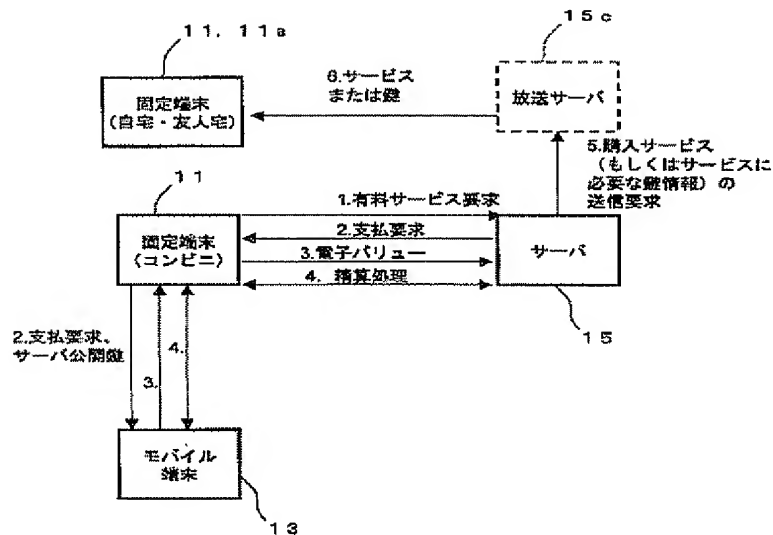 １１，１１ａ
１５ｃ
固定端末
（自宅・友人宅）
6.サービス
または鍵
放送サーバ
5.購入サービス
（もしくはサービスに
必要な鍵情報）の
送信要求
１１
固定端末
（コンビニ）
1.有料サービス要求
2.支払要求
3.電子バリュー
4．精算処理
サーバ
１５
2.支払要求、
サーバ公開鍵
3.
4.
モバイル
端末
１３